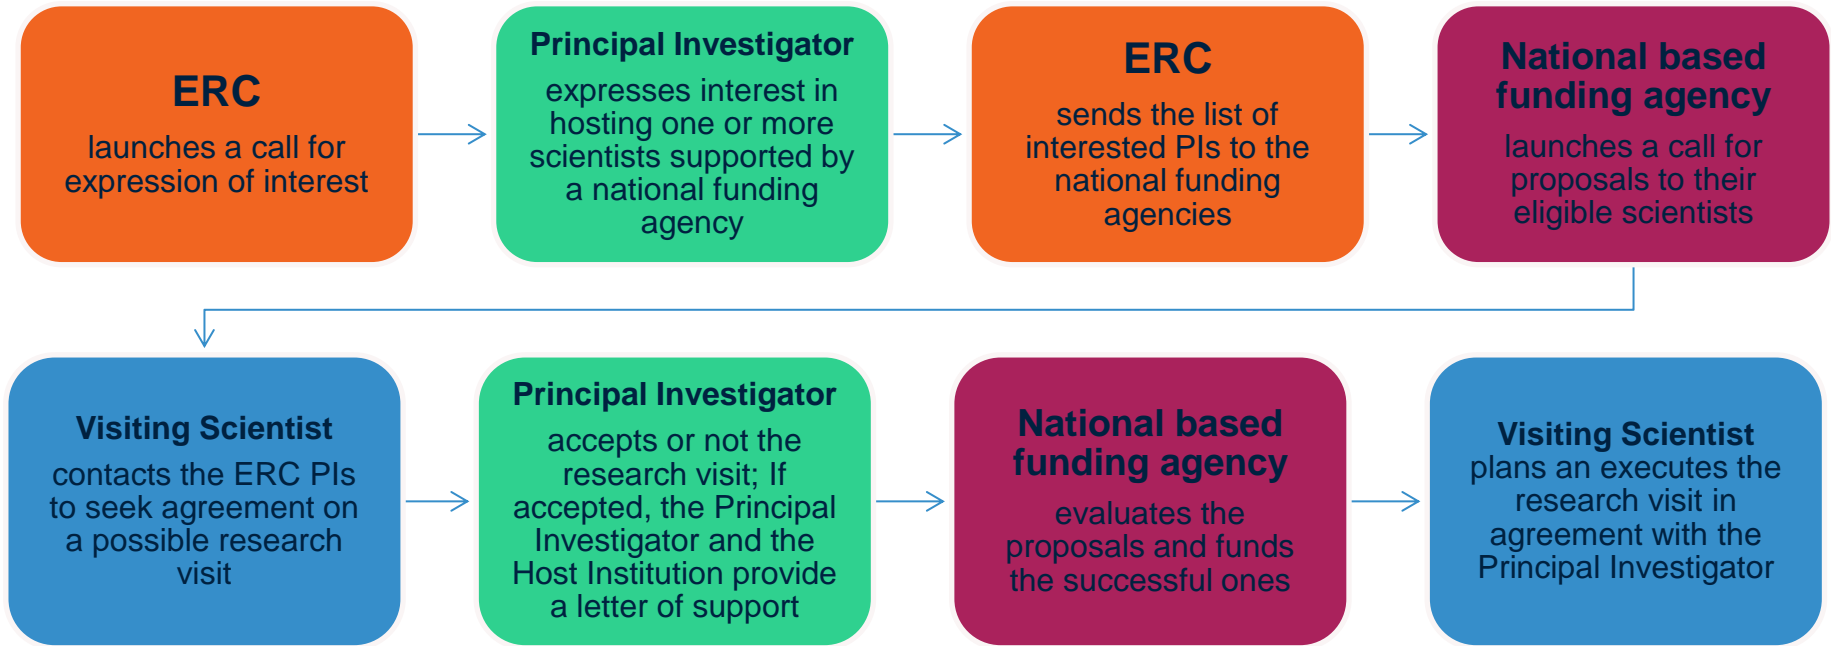 ERC
launches a call for
expression of interest
Principal Investigator
expresses interest in
hosting one or more
scientists supported by
a national funding
agency
ERC
sends the list of
interested PIs to the
national funding
agencies
National based
funding agency
launches a call for
proposals to their
eligible scientists
Visiting Scientist
contacts the ERC PIs
to seek agreement on
a possible research
visit
Principal Investigator
accepts or not the
research visit; If
accepted, the Principal
Investigator and the
Host Institution provide
a letter of support
National based
funding agency
evaluates the
proposals and funds
the successful ones
Visiting Scientist
plans an executes the
research visit in
agreement with the
Principal Investigator